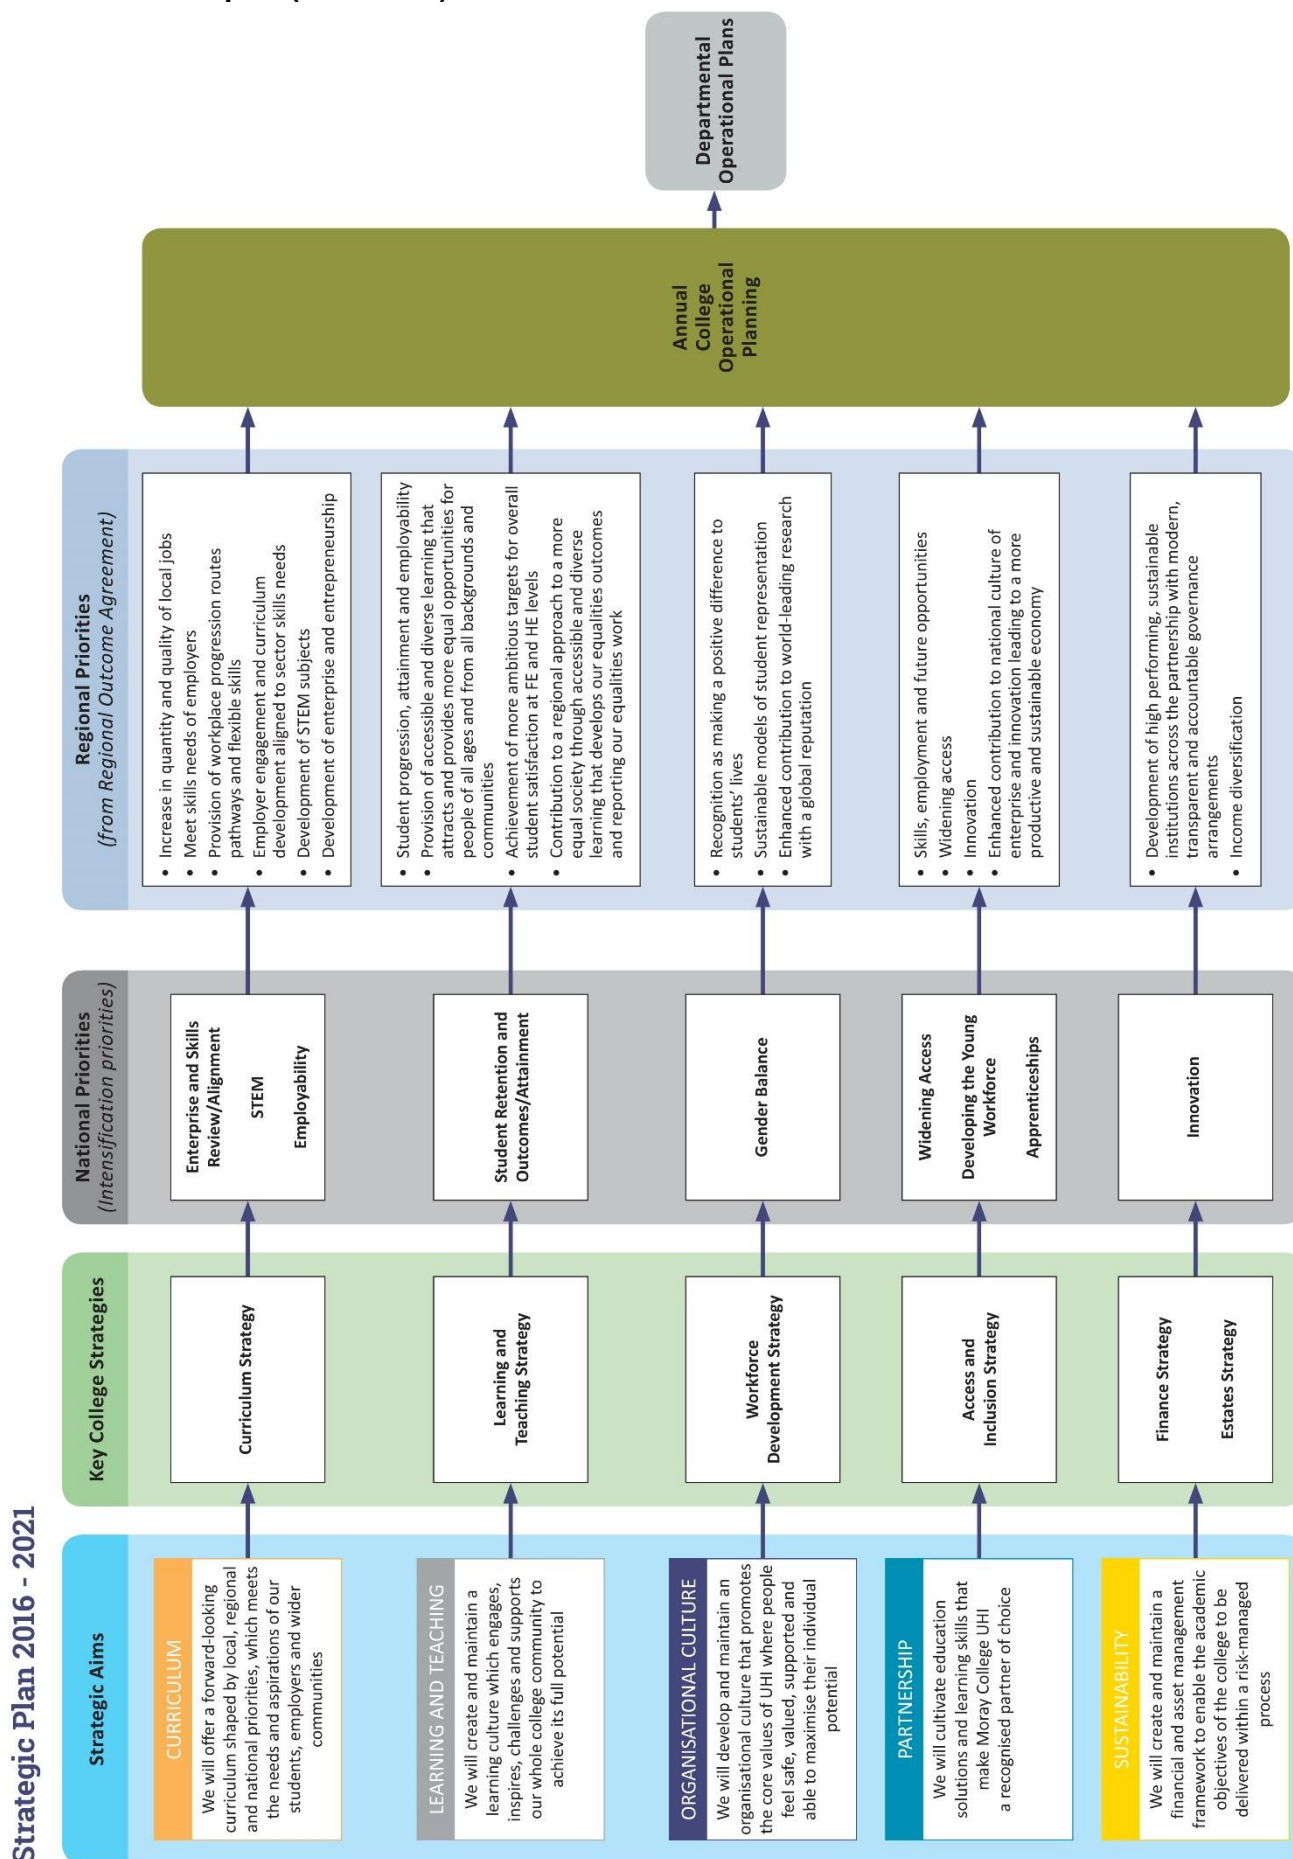 Strategic Plan 2016 - 2021
Strategic Aims
CURRICULUM
We will offer a forward-looking
curriculum shaped by local, regional
and national priorities, which meets
the needs and aspirations of our
students, employers and wider
communities
LEARNING AND TEACHING
We will create and maintain a
learning culture which engages,
inspires, challenges and supports
our whole college community to
achieve its full potential
ORGANISATIONAL CULTURE
We will develop and maintain an
organisational culture that promotes
the core values of UHI where people
feel safe, valued, supported and
able to maximise their individual
potential
PARTNERSHIP
We will cultivate education
solutions and learning skills that
make Moray College UHI
a recognised partner of choice
SUSTAINABILITY
We will create and maintain a
financial and asset management
framework to enable the academic
objectives of the college to be
delivered within a risk-managed
process
Key College Strategies
Curriculum Strategy
Learning and
Teaching Strategy
Workforce
Development Strategy
Access and
Inclusion Strategy
Finance Strategy
Estates Strategy
National Priorities
(Intensification priorities)
Enterprise and Skills
Review/Alignment
STEM
Employability
Student Retention and
Outcomes/Attainment
Gender Balance
Widening Access
Developing the Young
Workforce
Apprenticeships
Innovation
Regional Priorities
(from Regional Outcome Agreement)
• Increase in quantity and quality of local jobs
• Meet skills needs of employers
• Provision of workplace progression routes
pathways and flexible skills
• Employer engagement and curriculum
development aligned to sector skills needs
• Development of STEM subjects
• Development of enterprise and entrepreneurship
• Student progression, attainment and employability
• Provision of accessible and diverse learning that
attracts and provides more equal opportunities for
people of all ages and from all backgrounds and
communities
• Achievement of more ambitious targets for overall
student satisfaction at FE and HE levels
• Contribution to a regional approach to a more
equal society through accessible and diverse
learning that develops our equalities outcomes
and reporting our equalities work
• Recognition as making a positive difference to
students' lives
• Sustainable models of student representation
• Enhanced contribution to world-leading research
with a global reputation
• Skills, employment and future opportunities
• Widening access
• Innovation
• Enhanced contribution to national culture of
enterprise and innovation leading to a more
productive and sustainable economy
• Development of high performing, sustainable
institutions across the partnership with modern,
transparent and accountable governance
arrangements
• Income diversification
Annual
College
Operational
Planning
Departmental
Operational Plans